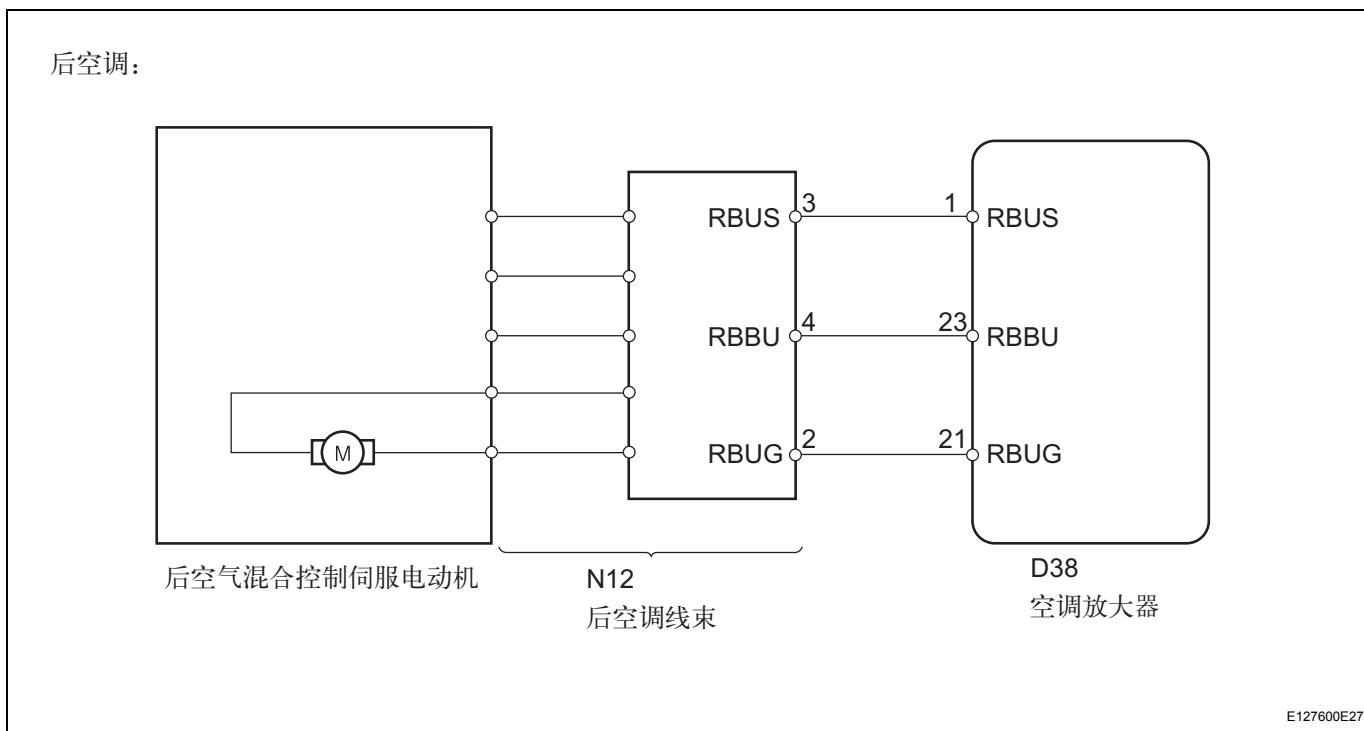 后空调：
RBUS 3 1 RBUS
RBBU 4 23 RBBU
RBUG 2 21 RBUG
M
后空气混合控制伺服电动机
N12
后空调线束
D38
空调放大器
E127600E27